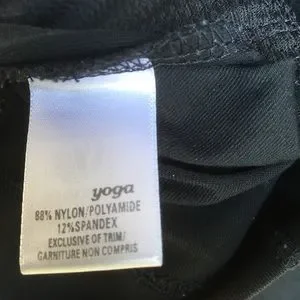 yoga
88% NYLON/POLYAMIDE
12%SPANDEX
EXCLUSIVE OF TRIM/
GARNITURE NON COMPRIS